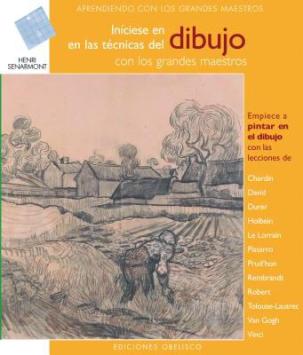 APRENDIENDO CON LOS GRANDES MAESTROS
HENRI
SENARMONT
Iníciese en
en las técnicas del dibujo
con los grandes maestros
Empiece a
pintar en
el dibujo
con las
lecciones de
Chardin
David
Durer
Holbein
Le Lorrain
Pissarro
Prud'hon
Rembrandt
Robert
Tolouse-Lautrec
Van Gogh
Vinci
EDICIONES OBELISCO